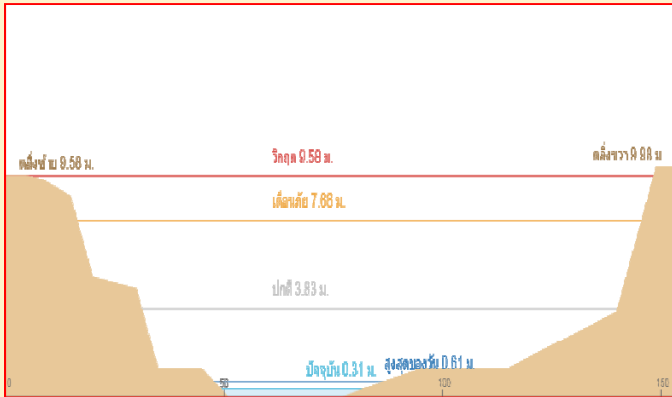 วิกฤต 9.58 ม.
ตลิ่งซ้าย 9.58 ม.
ตลิ่งขวา 9.98 ม
เตือนภัย 7.66 ม.
ปกติ 3.83 ม.
ปัจจุบัน 0.31 ม.
สูงสุดของวัน 0.61 ม
0 50 100 150